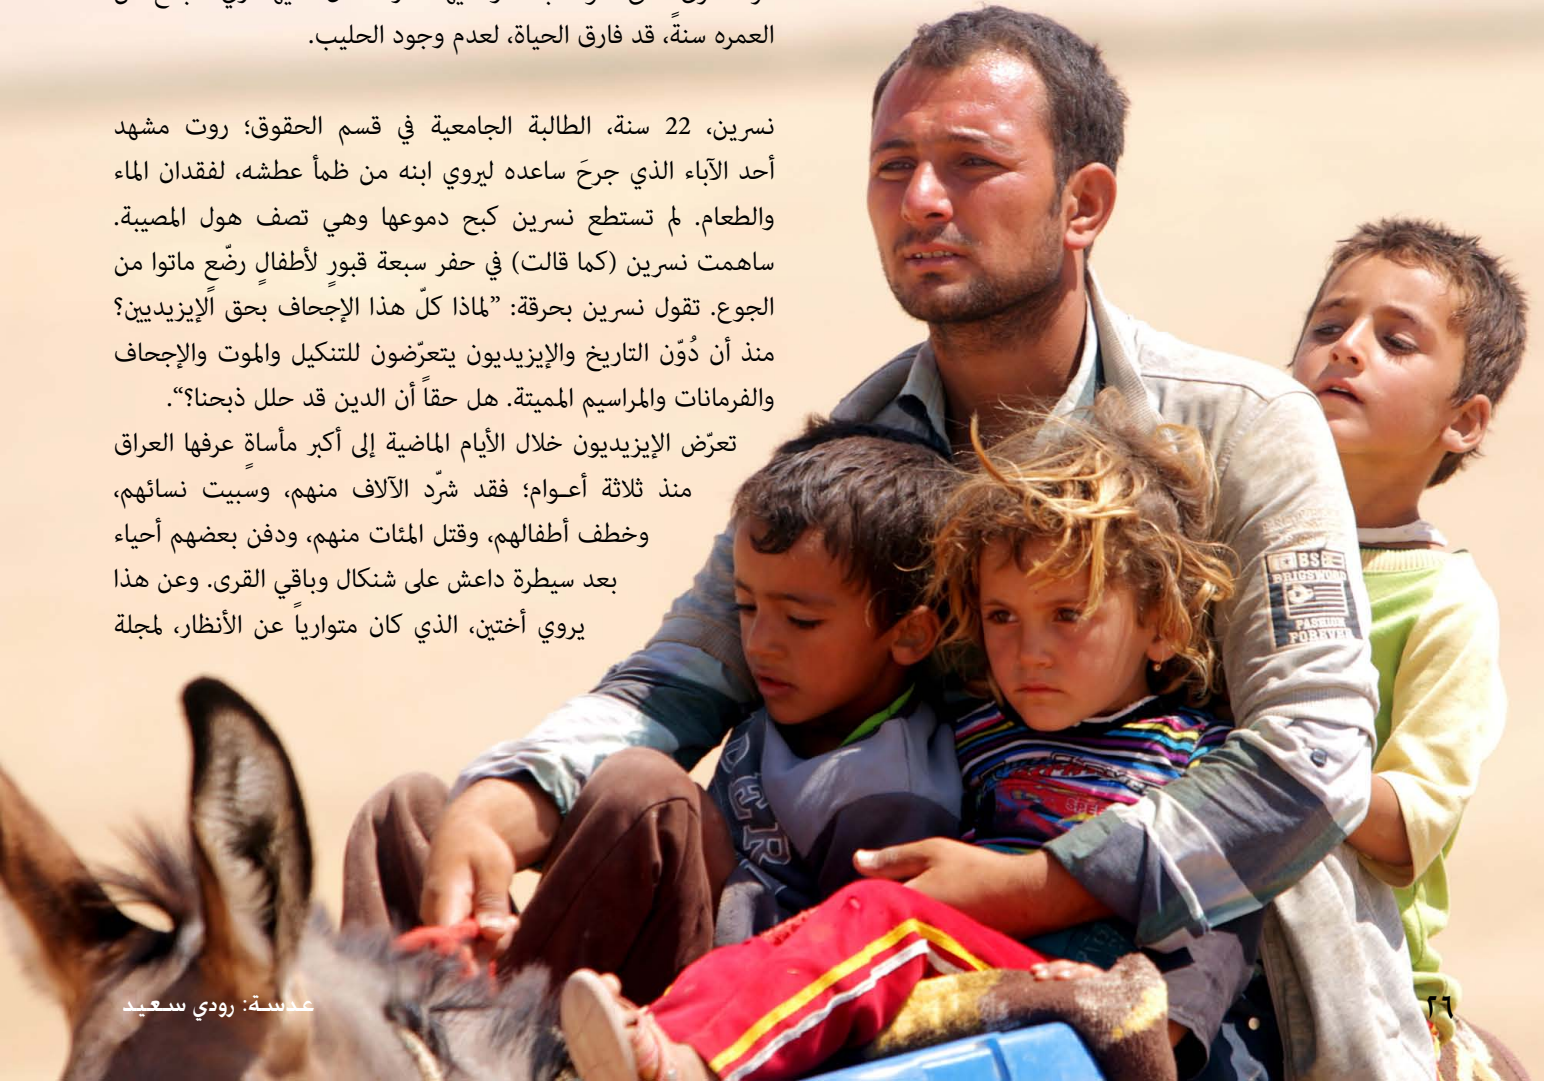 العمره سنةً، قد فارق الحياة، لعدم وجود الحليب.
نسرين، 22 سنة، الطالبة الجامعية في قسم الحقوق؛ روت مشهد
أحد الآباء الذي جرحَ ساعده ليروي ابنه من ظمأ عطشه، لفقدان الماء
والطعام. لم تستطع نسرين كبح دموعها وهي تصف هول المصيبة.
ساهمت نسرين (كما قالت) في حفر سبعة قبورٍ لأطفالٍ رضّعٍ ماتوا من
الجوع. تقول نسرين بحرقة: ”لماذا كلّ هذا الإجحاف بحق الإيزيديين؟
منذ أن دُوّن التاريخ والإيزيديون يتعرّضون للتنكيل والموت والإجحاف
والفرمانات والمراسيم المميتة. هل حقاً أن الدين قد حلل ذبحنا؟“.
تعرّض الإيزيديون خلال الأيام الماضية إلى أكبر مأساةٍ عرفها العراق
منذ ثلاثة أعـوام؛ فقد شرّد الآلاف منهم، وسبيت نسائهم،
وخطف أطفالهم، وقتل المئات منهم، ودفن بعضهم أحياء
بعد سيطرة داعش على شنكال وباقي القرى. وعن هذا
يروي أختين، الذي كان متوارياً عن الأنظار، لمجلة
BS
BRIGSWORD
FASHION
FOREVER
DERR
عـدسـة: رودي سـعـيـد
٢٦